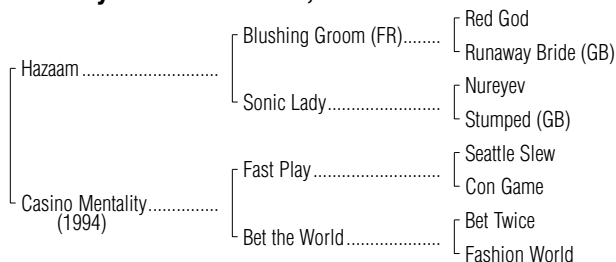 Red God
Blushing Groom (FR)........
Runaway Bride (GB)
Hazaam.............................
Nureyev
Sonic Lady........................
Stumped (GB)
Seattle Slew
Fast Play...........................
Con Game
Casino Mentality...............
(1994)
Bet Twice
Bet the World....................
Fashion World